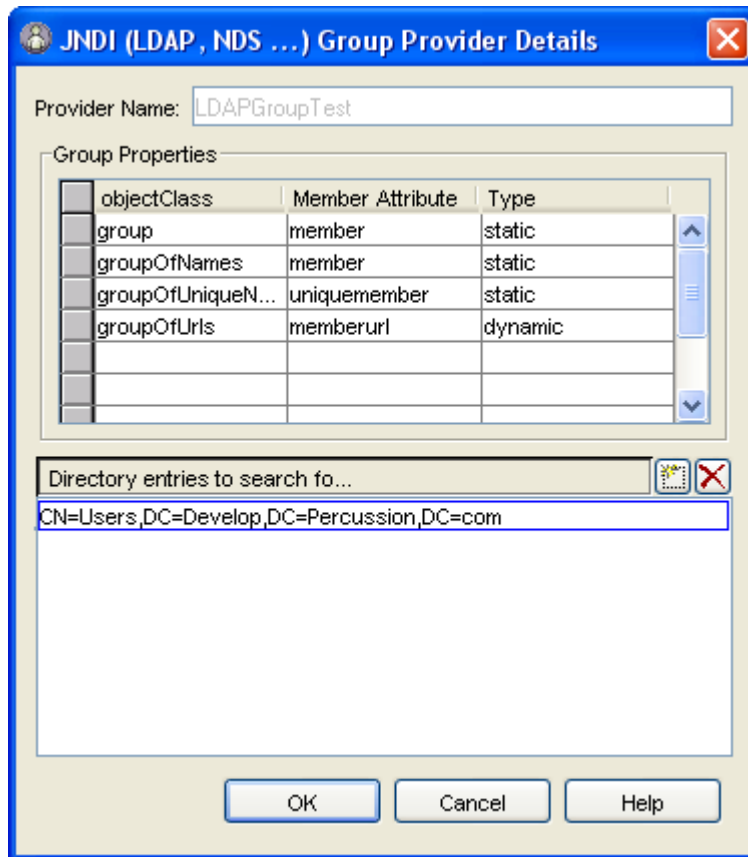 JNDI (LDAP, NDS ...) Group Provider Details
Provider Name: LDAPGroupTest
Group Properties
objectClass Member Attribute Type
group member static
groupOfNames member static
groupOfUniqueN... uniquemember static
groupOfUrls memberurl dynamic
Directory entries to search fo...
CN=Users,DC=Develop,DC=Percussion,DC=com
OK Cancel Help